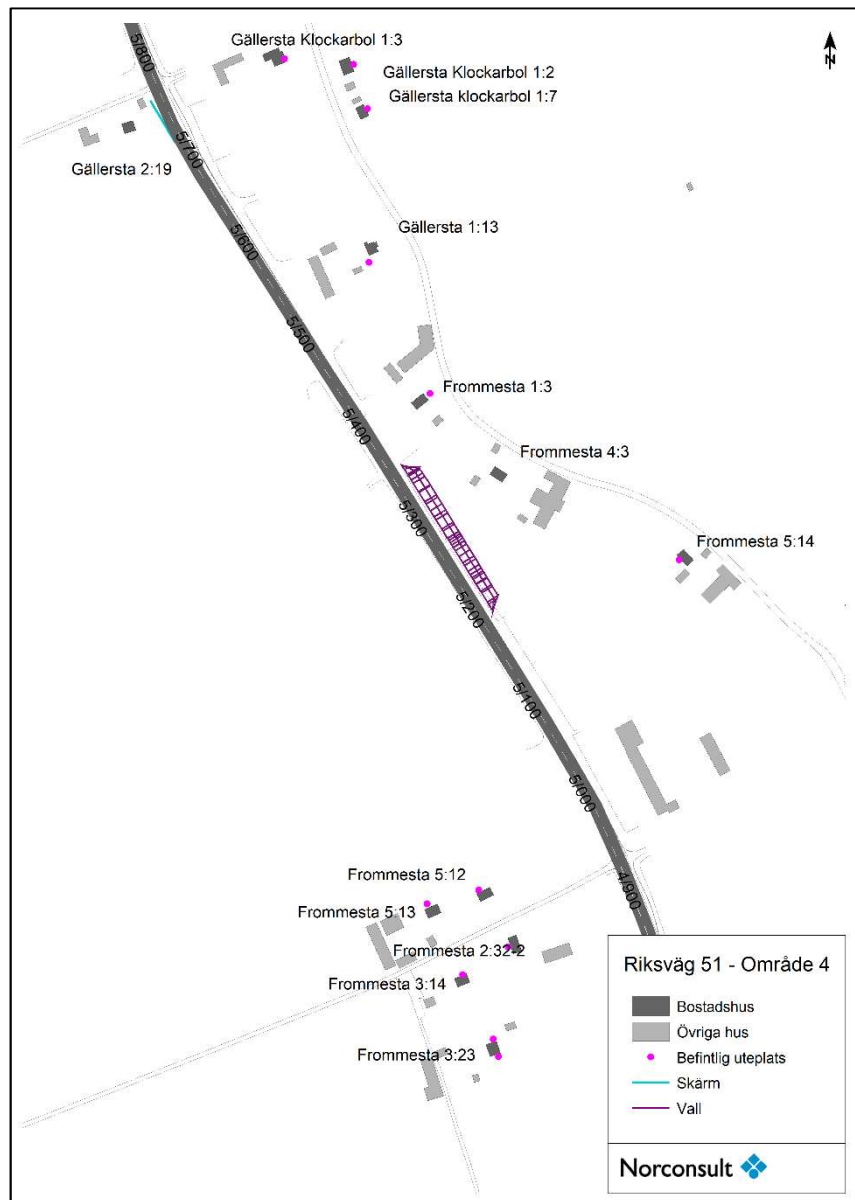 5/800
Gällersta Klockarbol 1:3
N
Gällersta Klockarbol 1:2
Gällersta klockarbol 1:7
5/700
Gällersta 2:19
Gällersta 1:13
5/600
5/500
Frommesta 1:3
5/400
Frommesta 4:3
5/300
Frommesta 5:14
5/200
5/100
5/000
Frommesta 5:12
4/900
Frommesta 5:13
Frommesta 2:32-2
Frommesta 3:14
Frommesta 3:23
Riksväg 51 - Område 4
Bostadshus
Övriga hus
Befintlig uteplats
Skärm
Vall
Norconsult